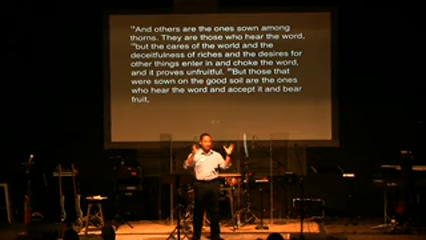 ¹⁸And others are the ones sown among
thorns. They are those who hear the word,
¹⁹but the cares of the world and the
deceitfulness of riches and the desires for
other things enter in and choke the word,
and it proves unfruitful. ²⁰But those that
were sown on the good soil are the ones
who hear the word and accept it and bear
fruit,